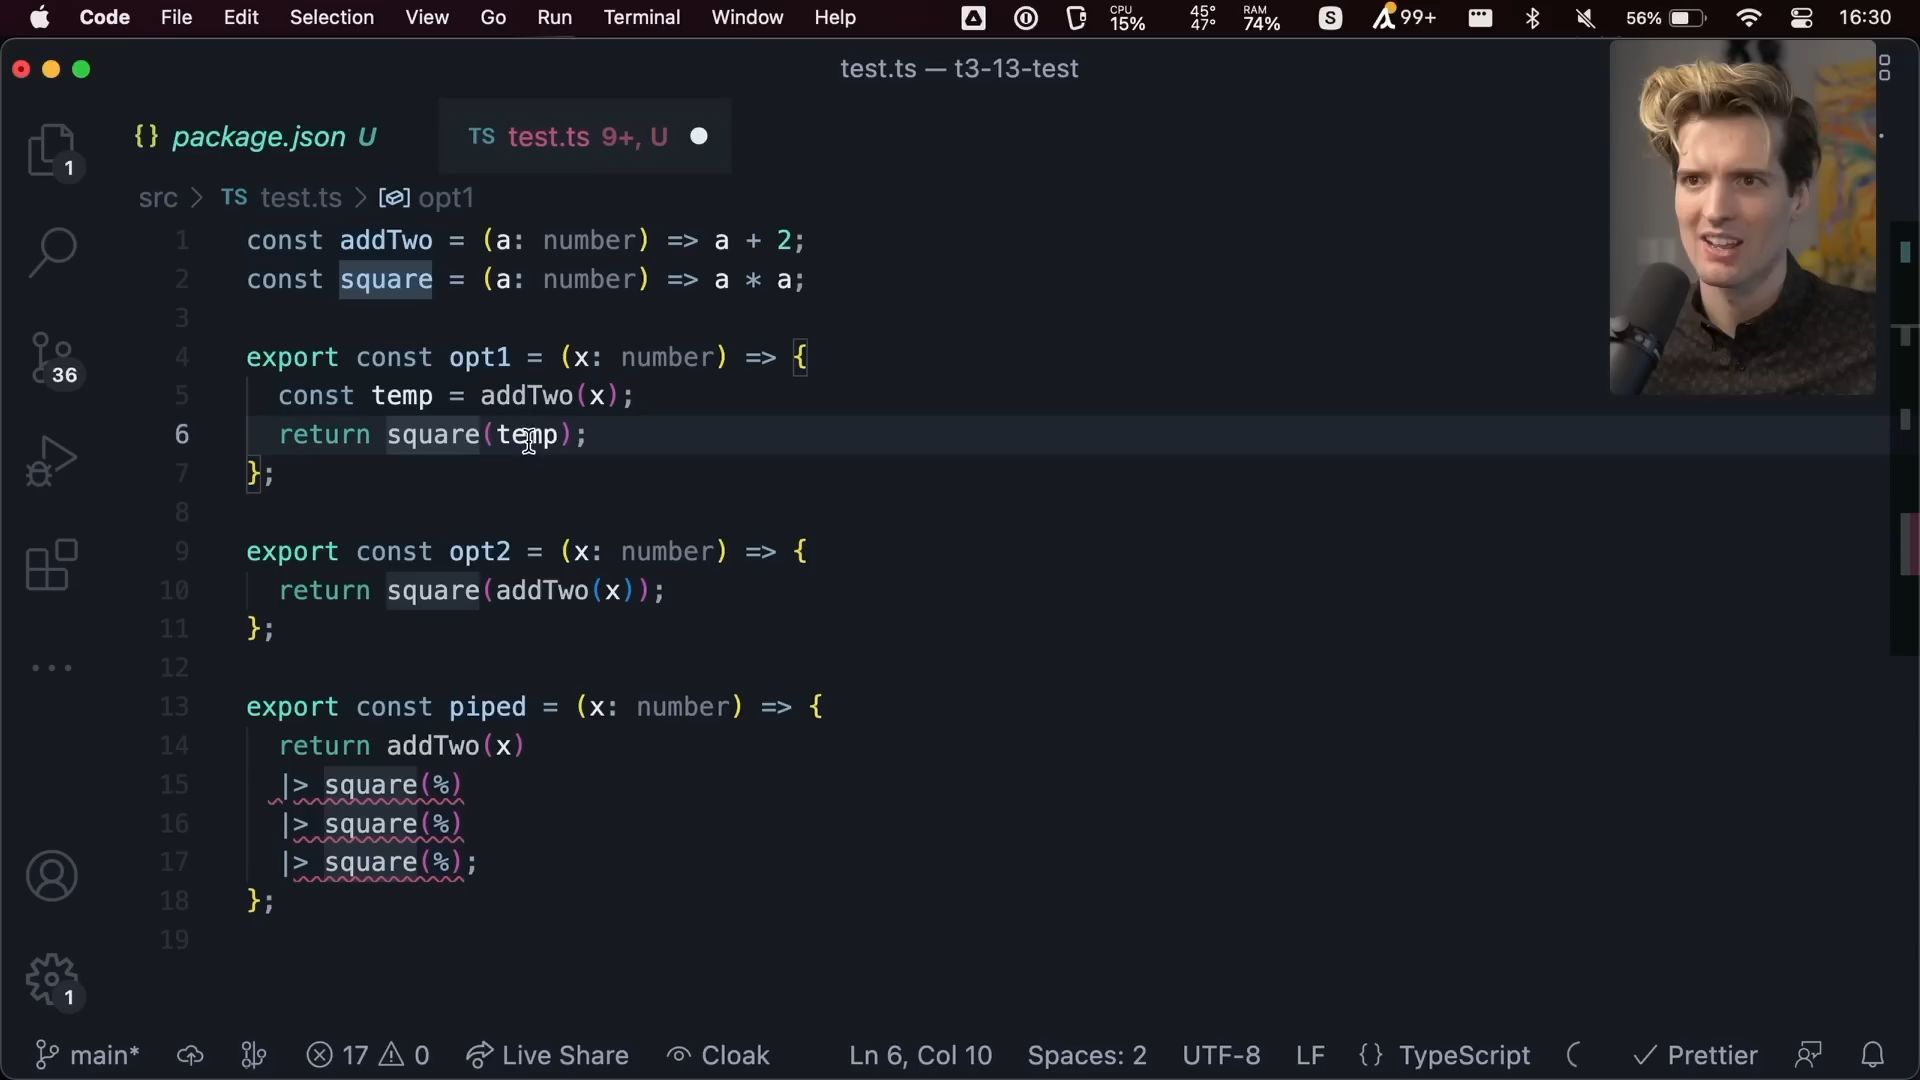 Code File Edit Selection View Go Run Terminal Window Help CPU 15% 45° 47° RAM 74% S 99+ 56% 16:30
test.ts — t3-13-test
{} package.json U TS test.ts 9+, U
src > TS test.ts > opt1
1 const addTwo = (a: number) => a + 2;
2 const square = (a: number) => a * a;
3
4 export const opt1 = (x: number) => {
5 const temp = addTwo(x);
6 return square(temp);
7 };
8
9 export const opt2 = (x: number) => {
10 return square(addTwo(x));
11 };
12
13 export const piped = (x: number) => {
14 return addTwo(x)
15 |> square(%)
16 |> square(%)
17 |> square(%);
18 };
19
1
36
1
main* 17 0 Live Share Cloak Ln 6, Col 10 Spaces: 2 UTF-8 LF {} TypeScript Prettier